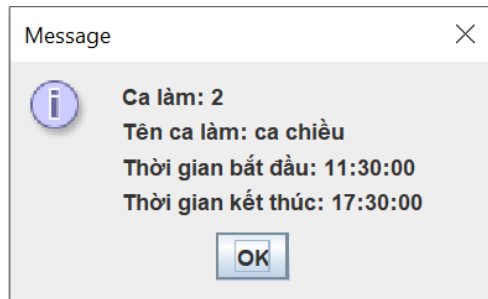 Message
Ca làm: 2
Tên ca làm: ca chiều
Thời gian bắt đầu: 11:30:00
Thời gian kết thúc: 17:30:00
OK